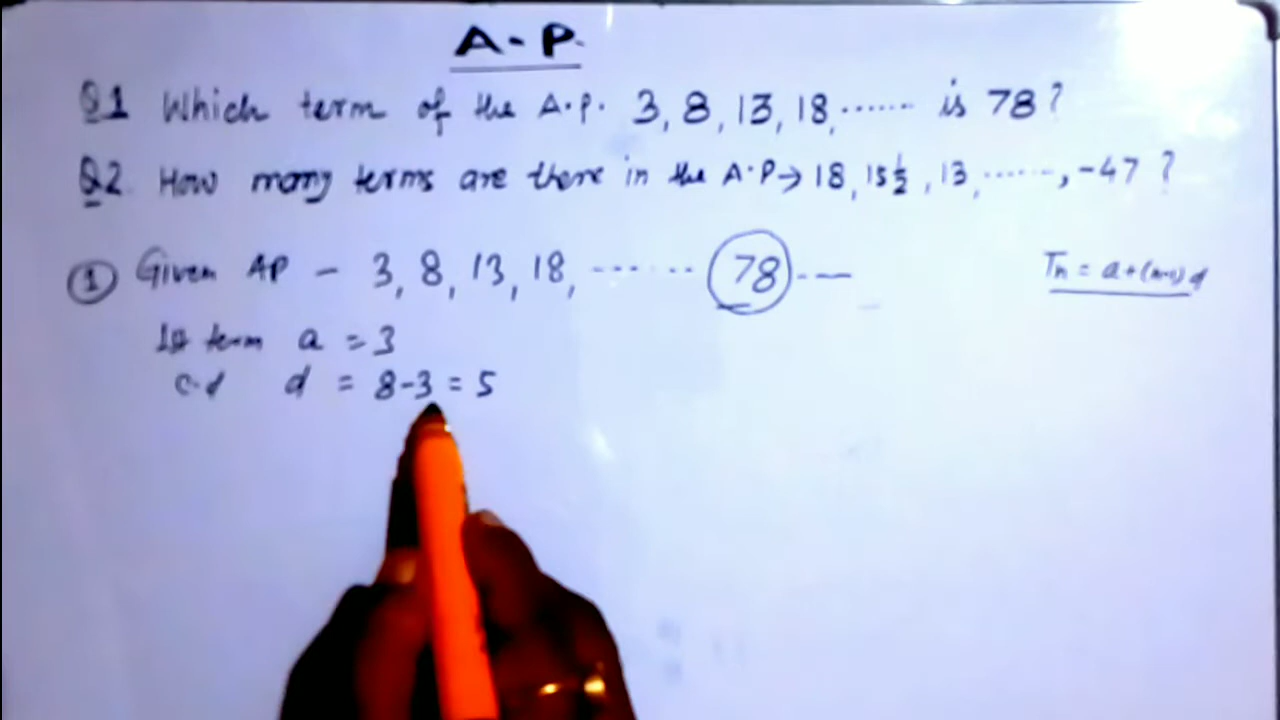 A.P.
Q1 Which term of the A.P. 3, 8, 13, 18, ...... is 78?
Q2. How many terms are there in the A.P → 18, 15½, 13, ......, -47 ?
① Given AP - 3, 8, 13, 18, ------ 78 ---
Tn = a+(n-1)d
1st term a = 3
c.d d = 8-3 = 5